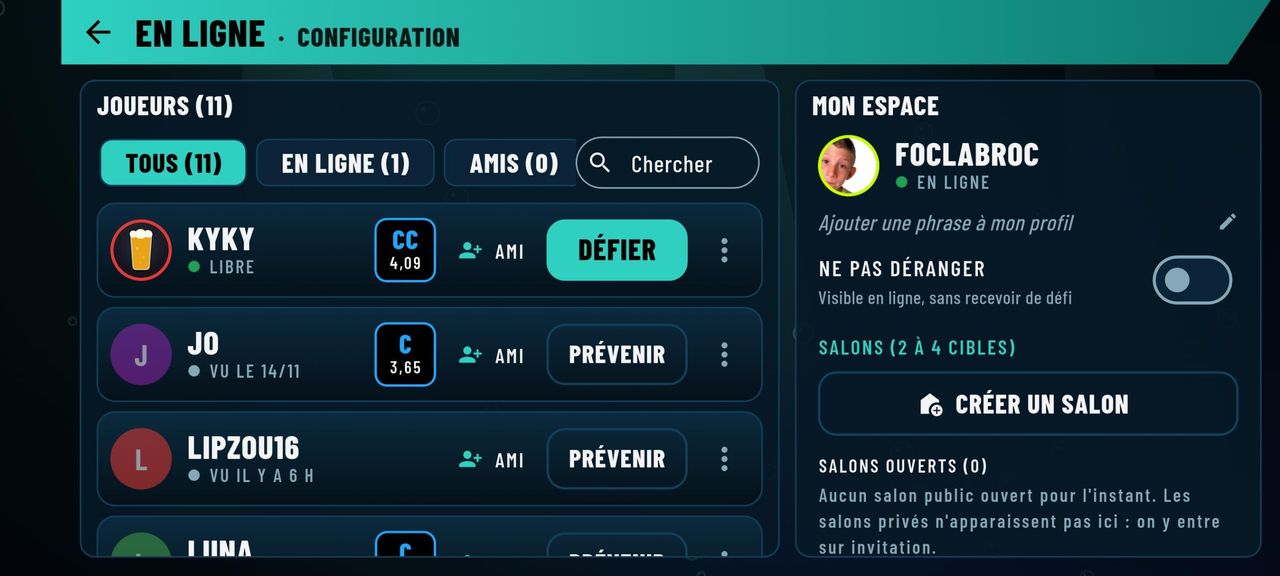 EN LIGNE · CONFIGURATION
JOUEURS (11)
TOUS (11) EN LIGNE (1) AMIS (0) Chercher
KYKY
LIBRE
CC
4,09
AMI
DÉFIER
J
JO
VU LE 14/11
C
3,65
AMI
PRÉVENIR
L
LIPZOU16
VU IL Y A 6 H
AMI
PRÉVENIR
LUNA
C
PRÉVENIR
MON ESPACE
FOCLABROC
EN LIGNE
Ajouter une phrase à mon profil
NE PAS DÉRANGER
Visible en ligne, sans recevoir de défi
SALONS (2 À 4 CIBLES)
CRÉER UN SALON
SALONS OUVERTS (0)
Aucun salon public ouvert pour l'instant. Les
salons privés n'apparaissent pas ici : on y entre
sur invitation.